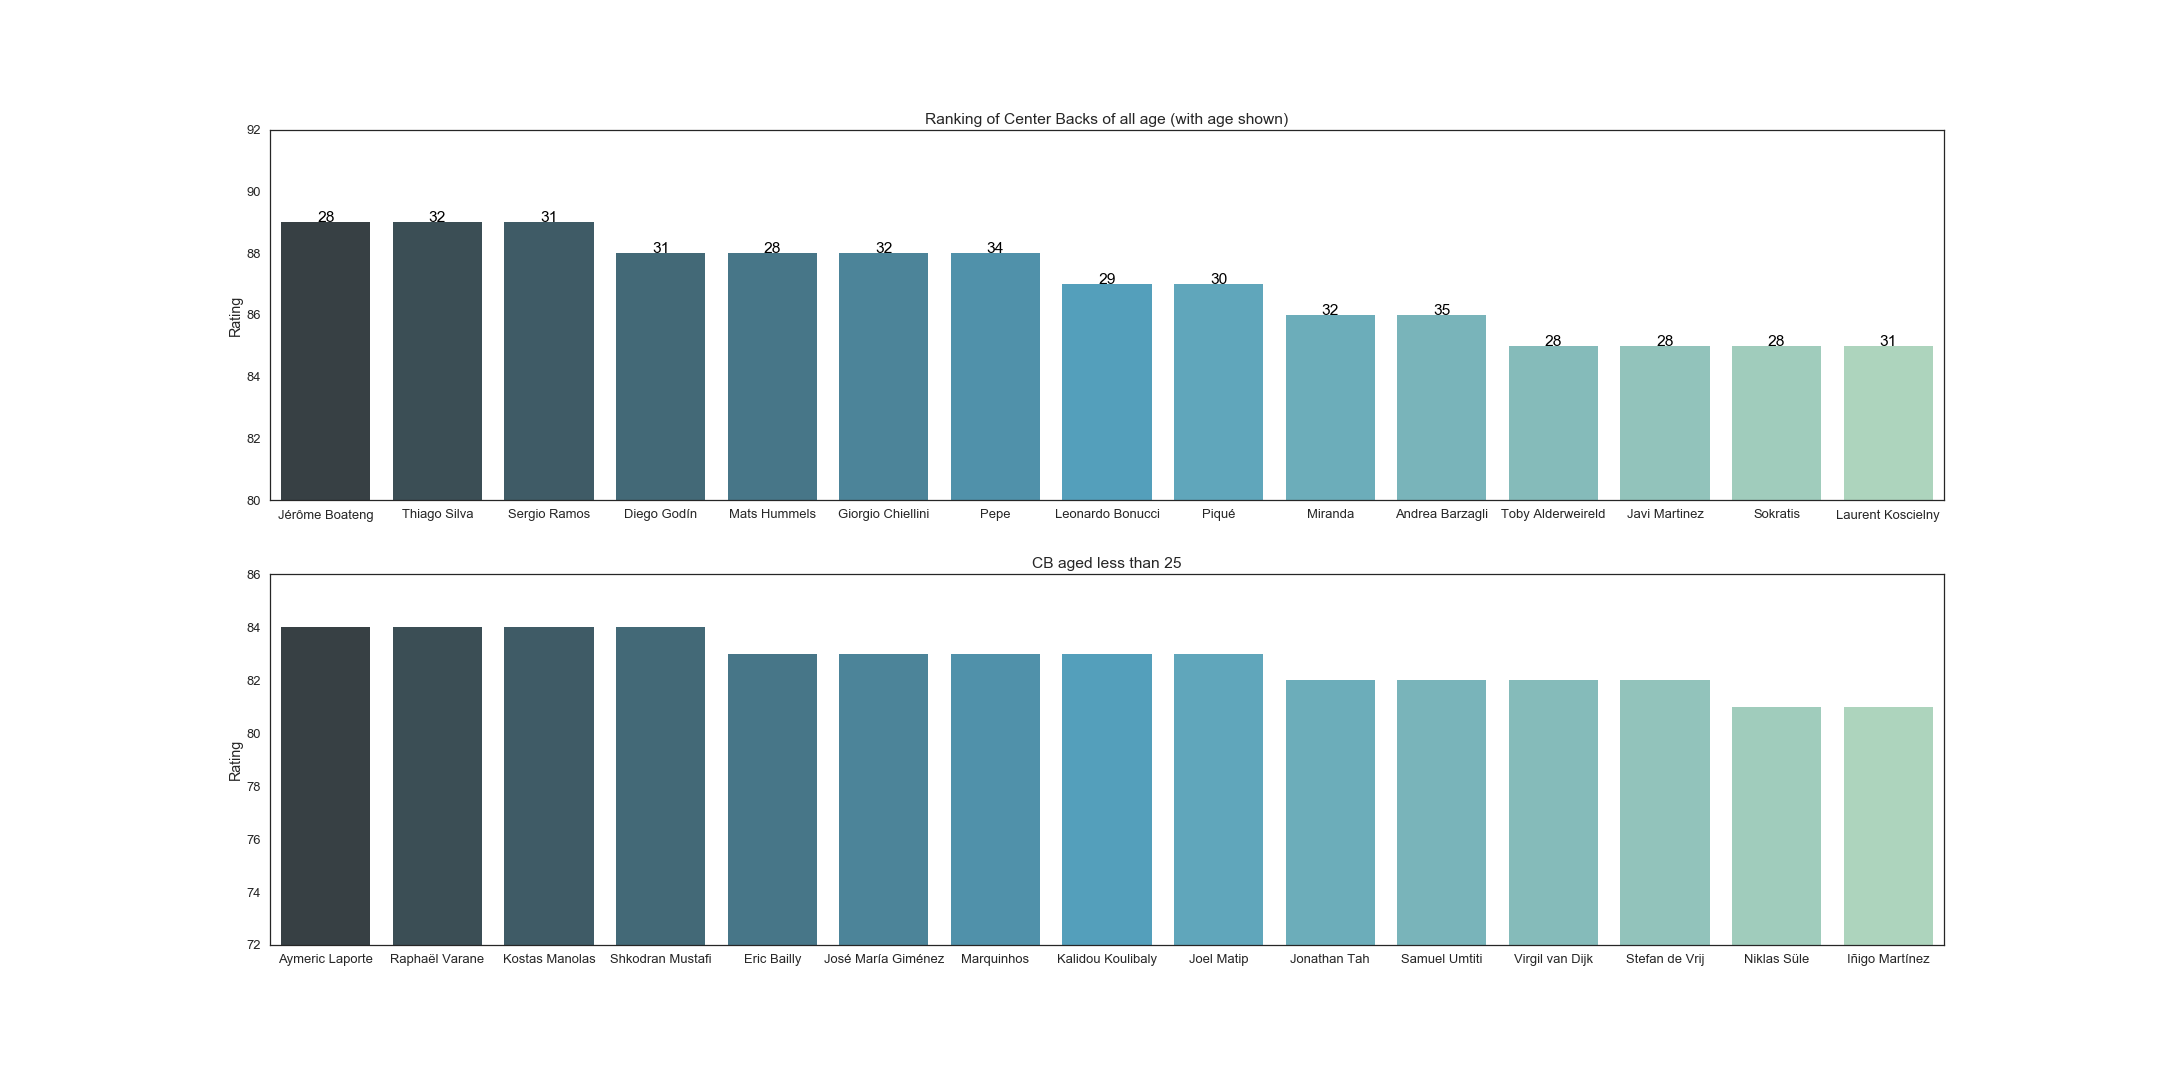 Ranking of Center Backs of all age (with age shown)
92
90
88
86
84
82
80
Rating
28 32 31 31 28 32 34 29 30 32 35 28 28 28 31
Jérôme Boateng Thiago Silva Sergio Ramos Diego Godín Mats Hummels Giorgio Chiellini Pepe Leonardo Bonucci Piqué Miranda Andrea Barzagli Toby Alderweireld Javi Martinez Sokratis Laurent Koscielny
CB aged less than 25
86
84
82
80
78
76
74
72
Rating
Aymeric Laporte Raphaël Varane Kostas Manolas Shkodran Mustafi Eric Bailly José María Giménez Marquinhos Kalidou Koulibaly Joel Matip Jonathan Tah Samuel Umtiti Virgil van Dijk Stefan de Vrij Niklas Süle Iñigo Martínez